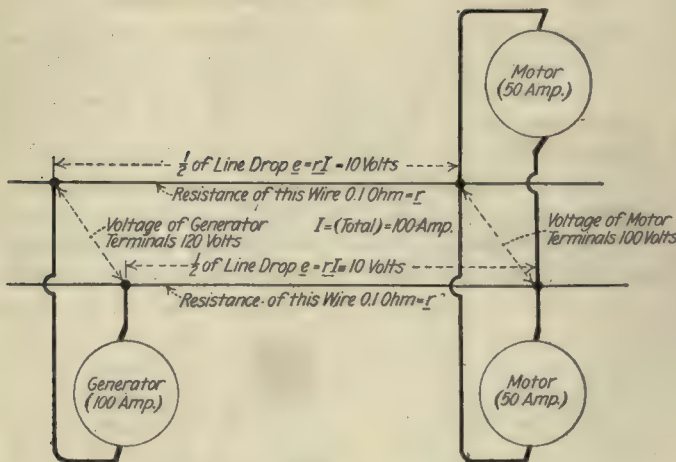 Motor
(50 Amp.)
½ of Line Drop e=rI=10 Volts
Resistance of this Wire 0.1 Ohm=r
Voltage of Generator
Terminals 120 Volts
I=(Total)=100-Amp.
Voltage of Motor
Terminals 100 Volts
½ of Line Drop e=rI=10 Volts
Resistance of this Wire 0.1 Ohm=r
Generator
(100 Amp.)
Motor
(50 Amp.)